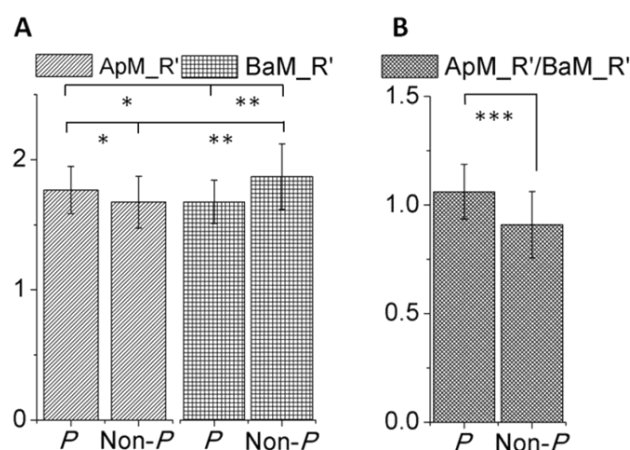 A
ApM_R' BaM_R'
* **
* **
2
1
0
P Non-P P Non-P
B
ApM_R'/BaM_R'
1.5
***
1.0
0.5
0.0
P Non-P